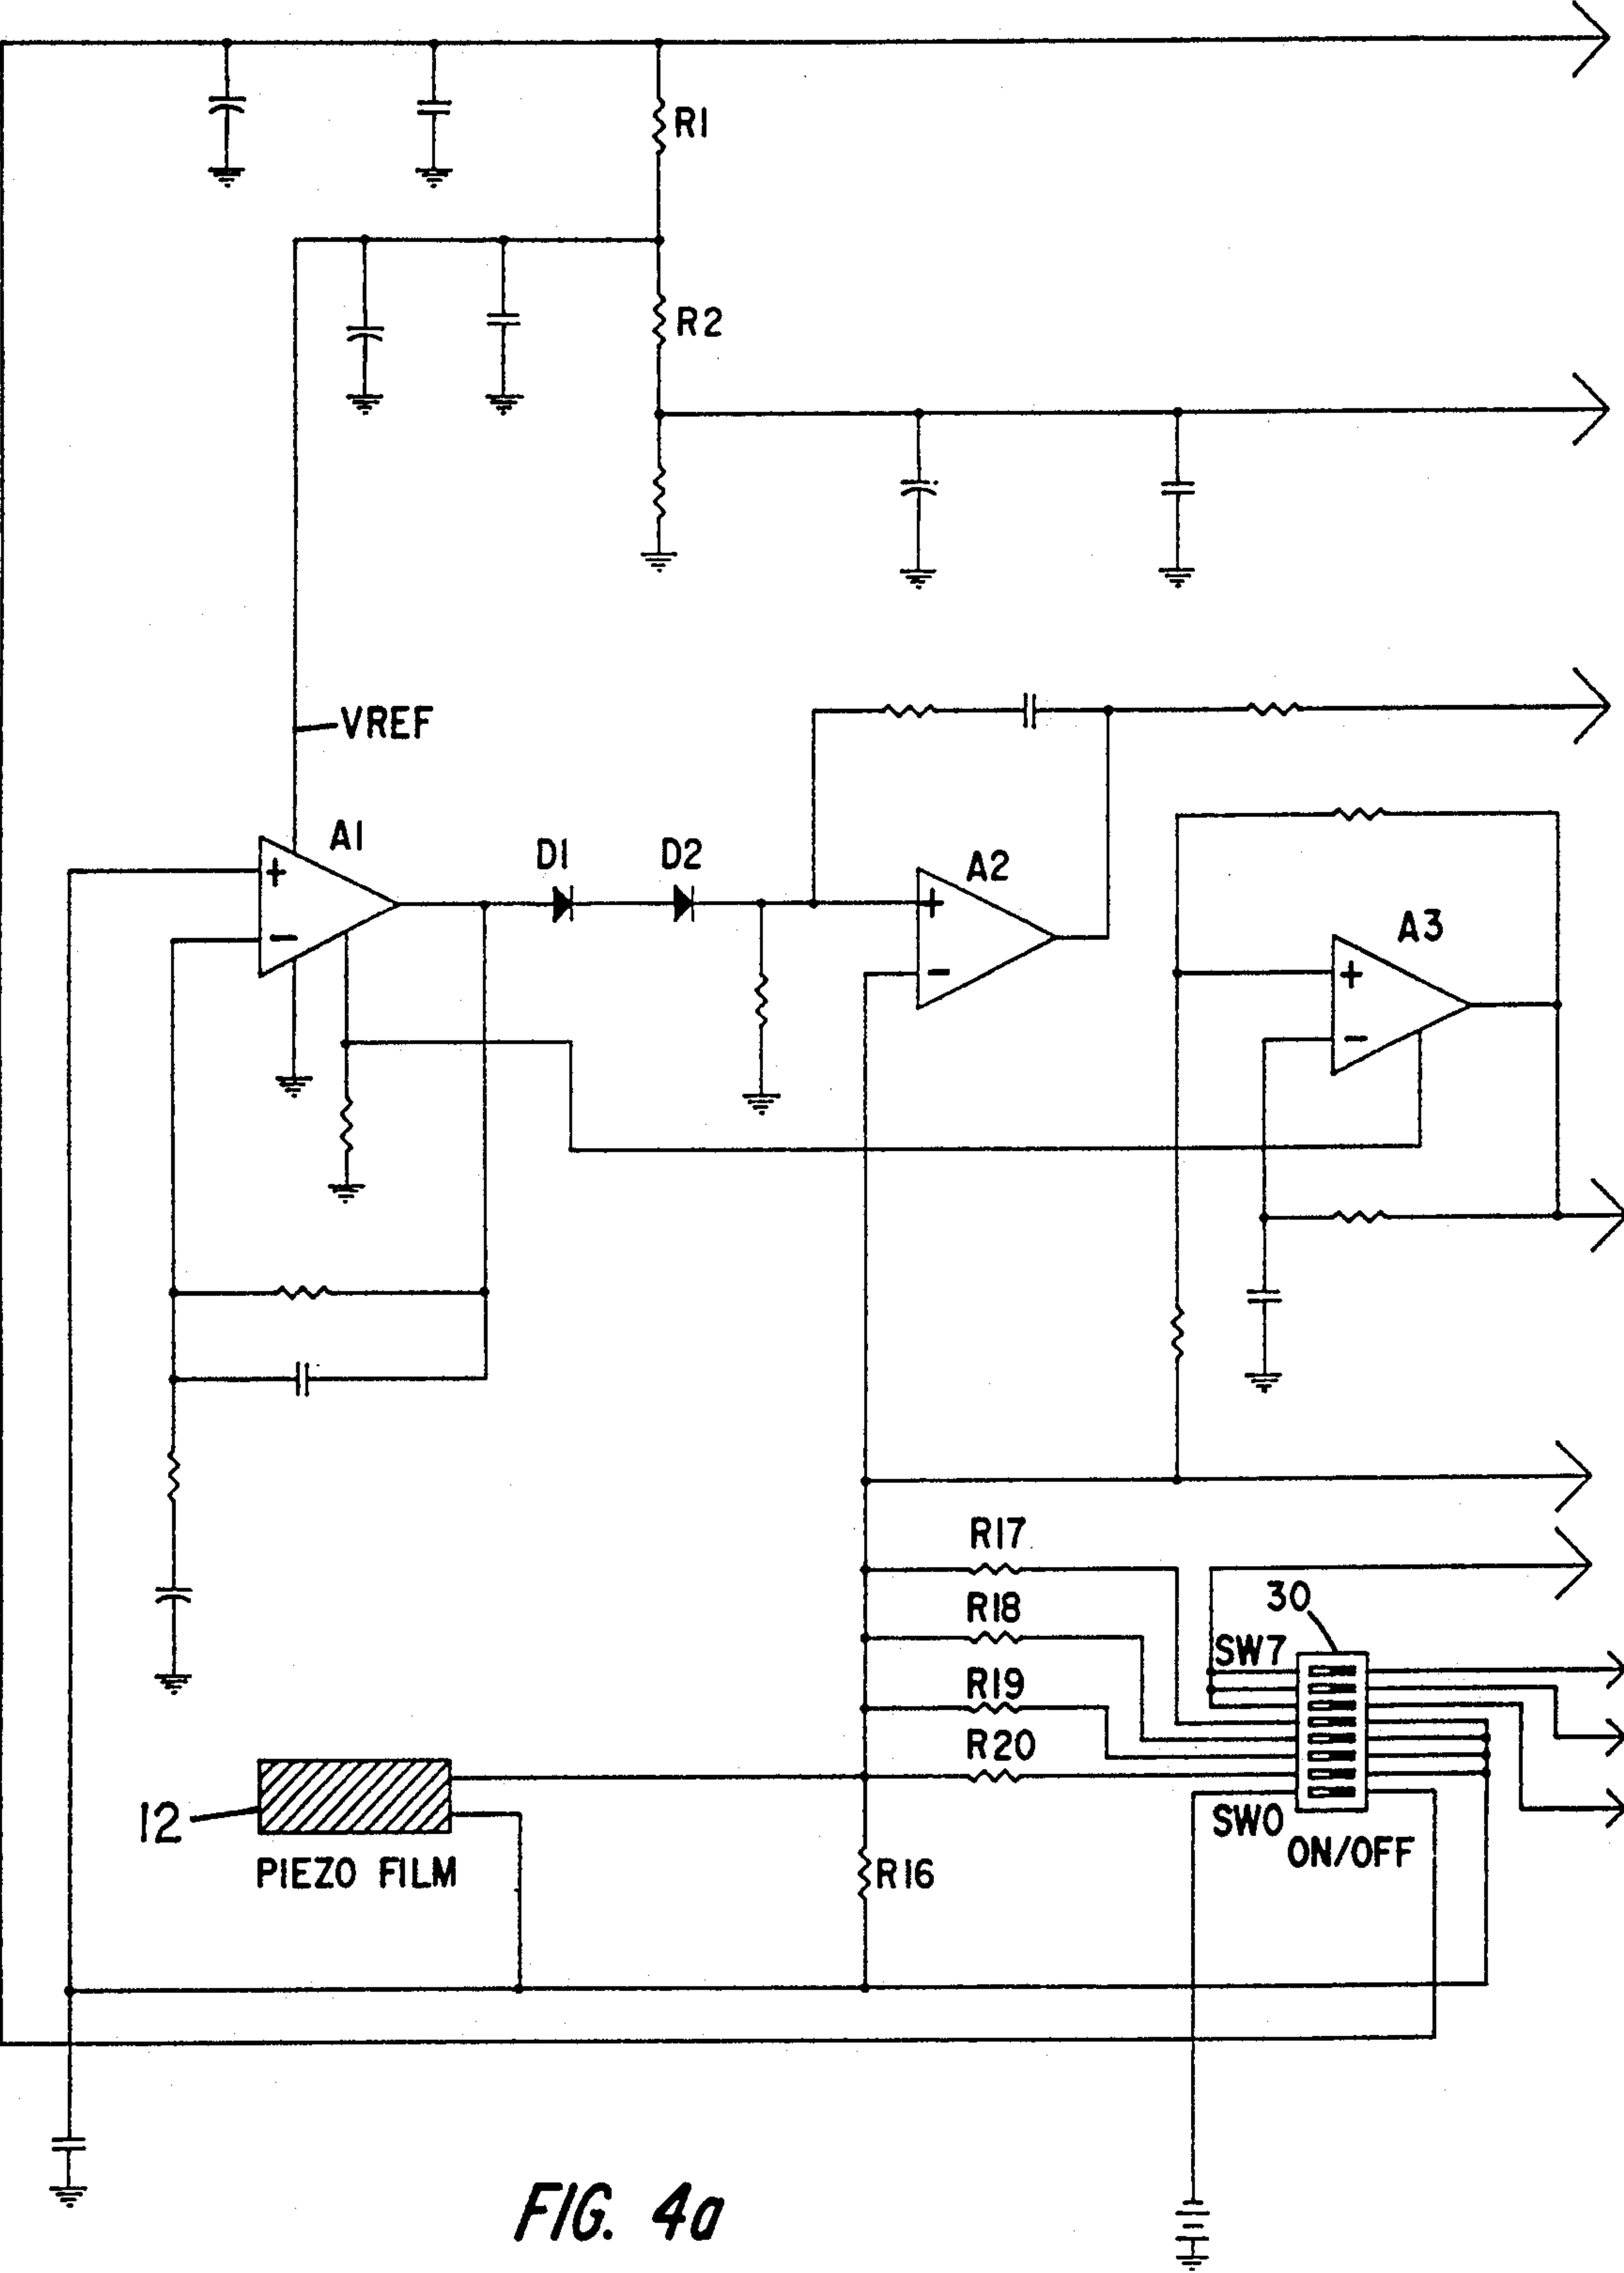 R1
R2
VREF
A1
D1
D2
A2
A3
+
-
+
-
+
-
R17
30
R18
SW7
R19
R20
12
SW0
ON/OFF
PIEZO FILM
R16
FIG. 4a